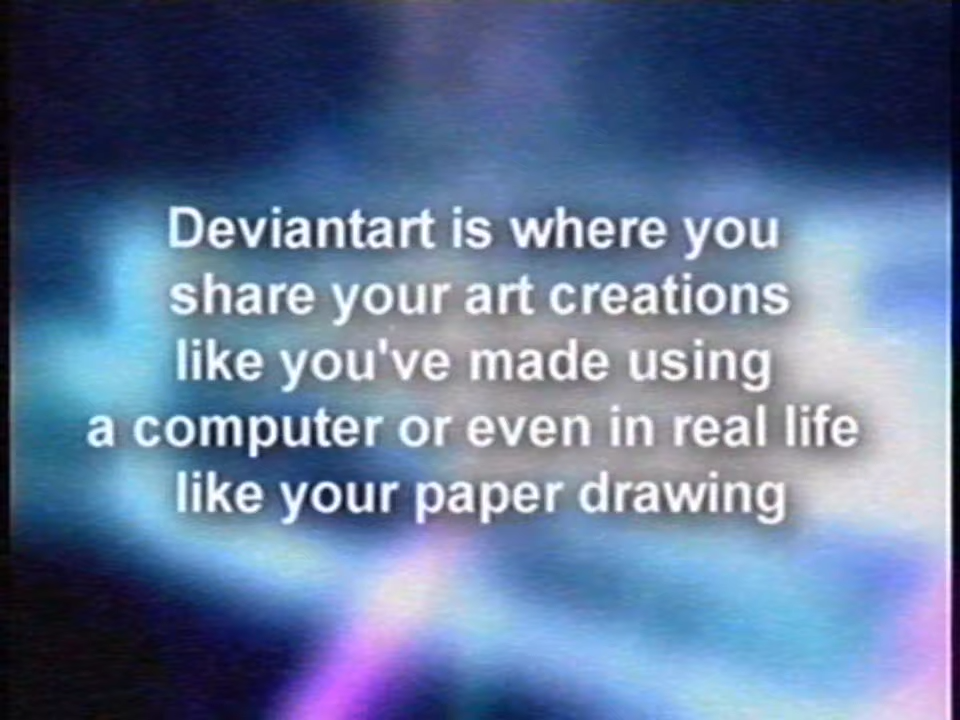 Deviantart is where you
share your art creations
like you've made using
a computer or even in real life
like your paper drawing